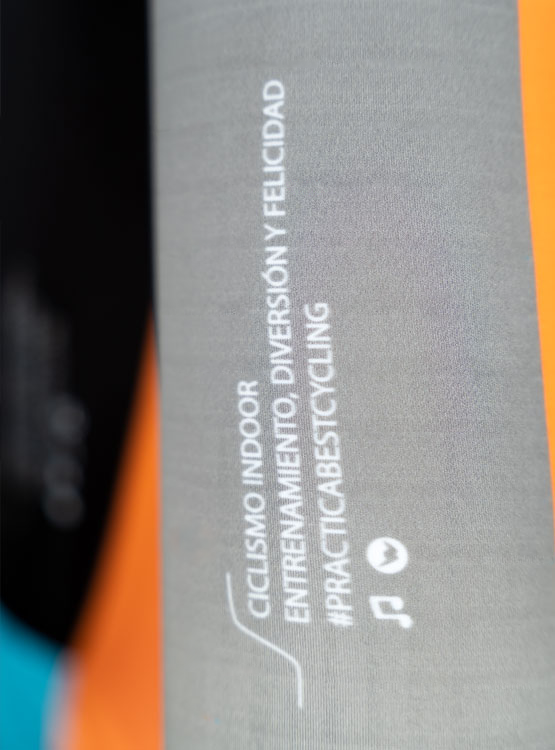 CICLISMO INDOOR
ENTRENAMIENTO, DIVERSIÓN Y FELICIDAD
#PRACTICABESTCYCLING